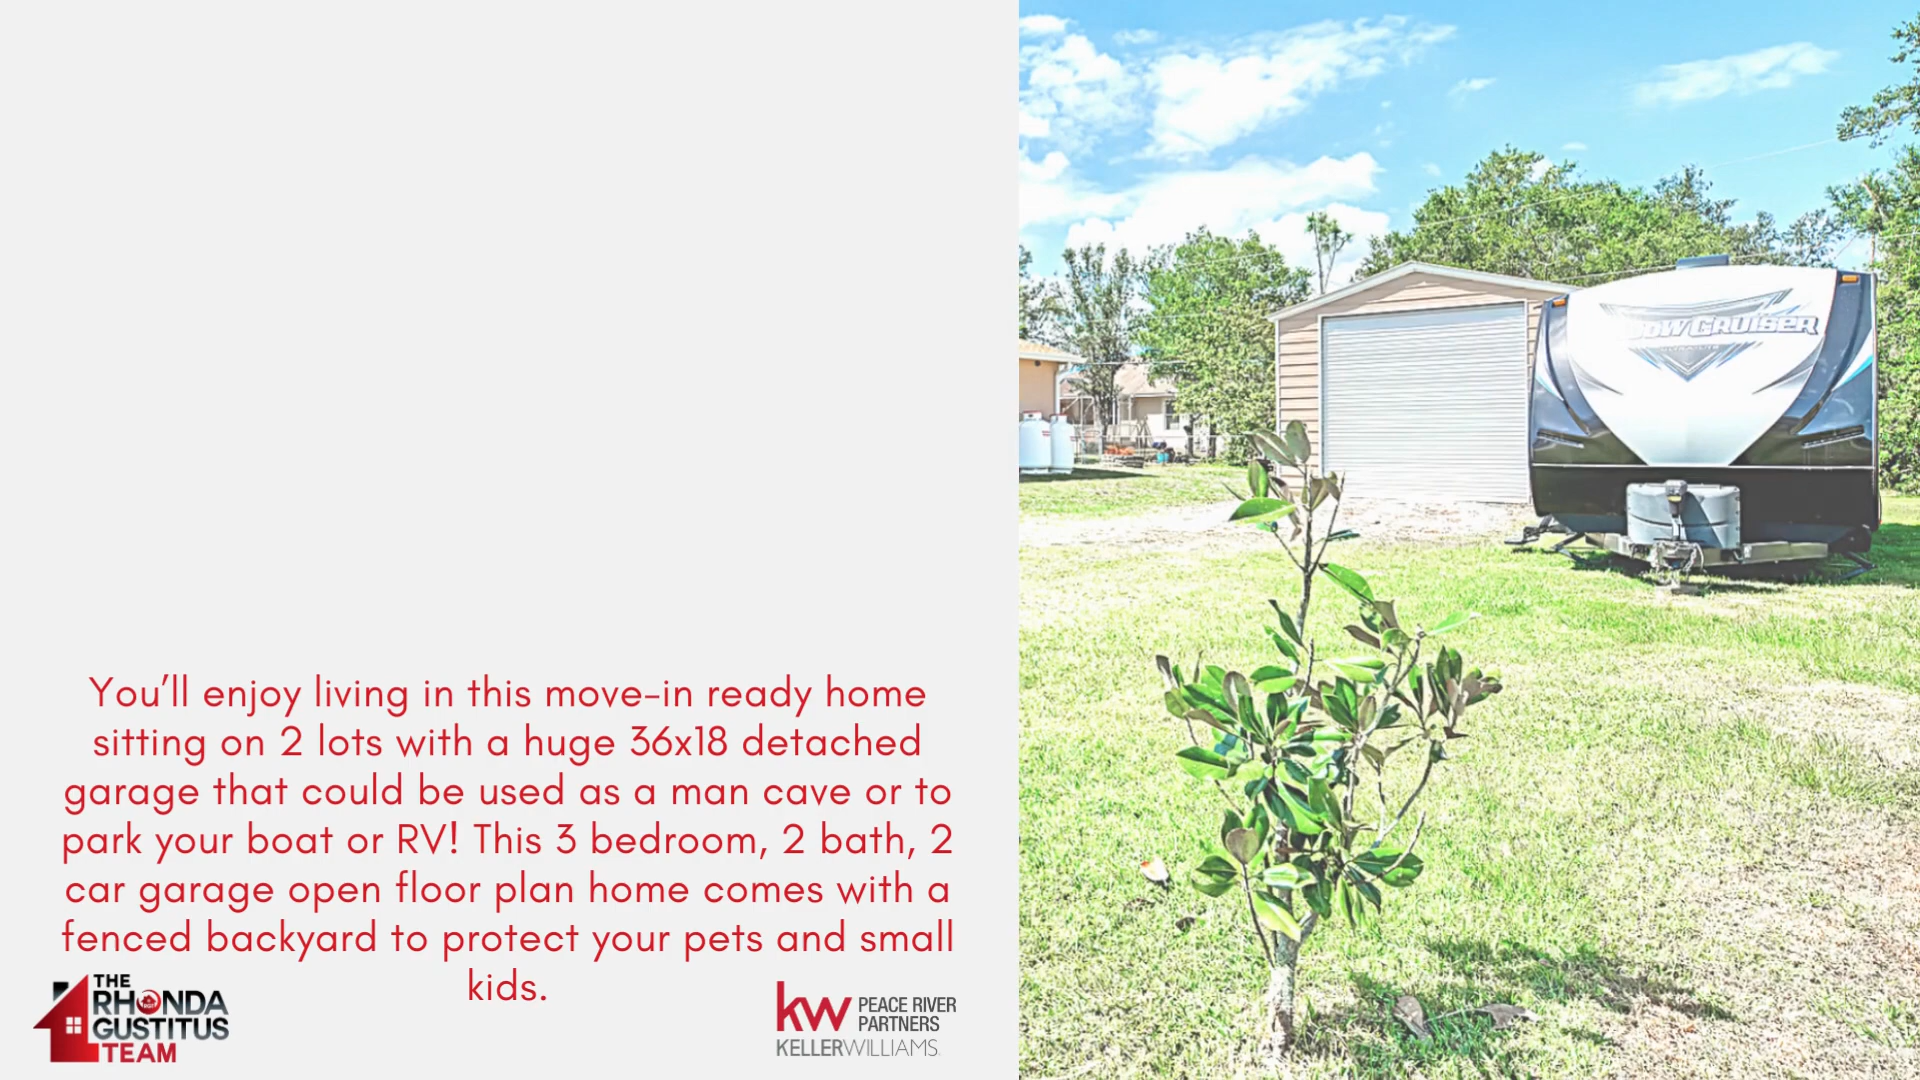 You’ll enjoy living in this move-in ready home
sitting on 2 lots with a huge 36x18 detached
garage that could be used as a man cave or to
park your boat or RV! This 3 bedroom, 2 bath, 2
car garage open floor plan home comes with a
fenced backyard to protect your pets and small
kids.
THE
RHONDA
GUSTITUS
TEAM
kw PEACE RIVER
PARTNERS
KELLERWILLIAMS.
CRUISER